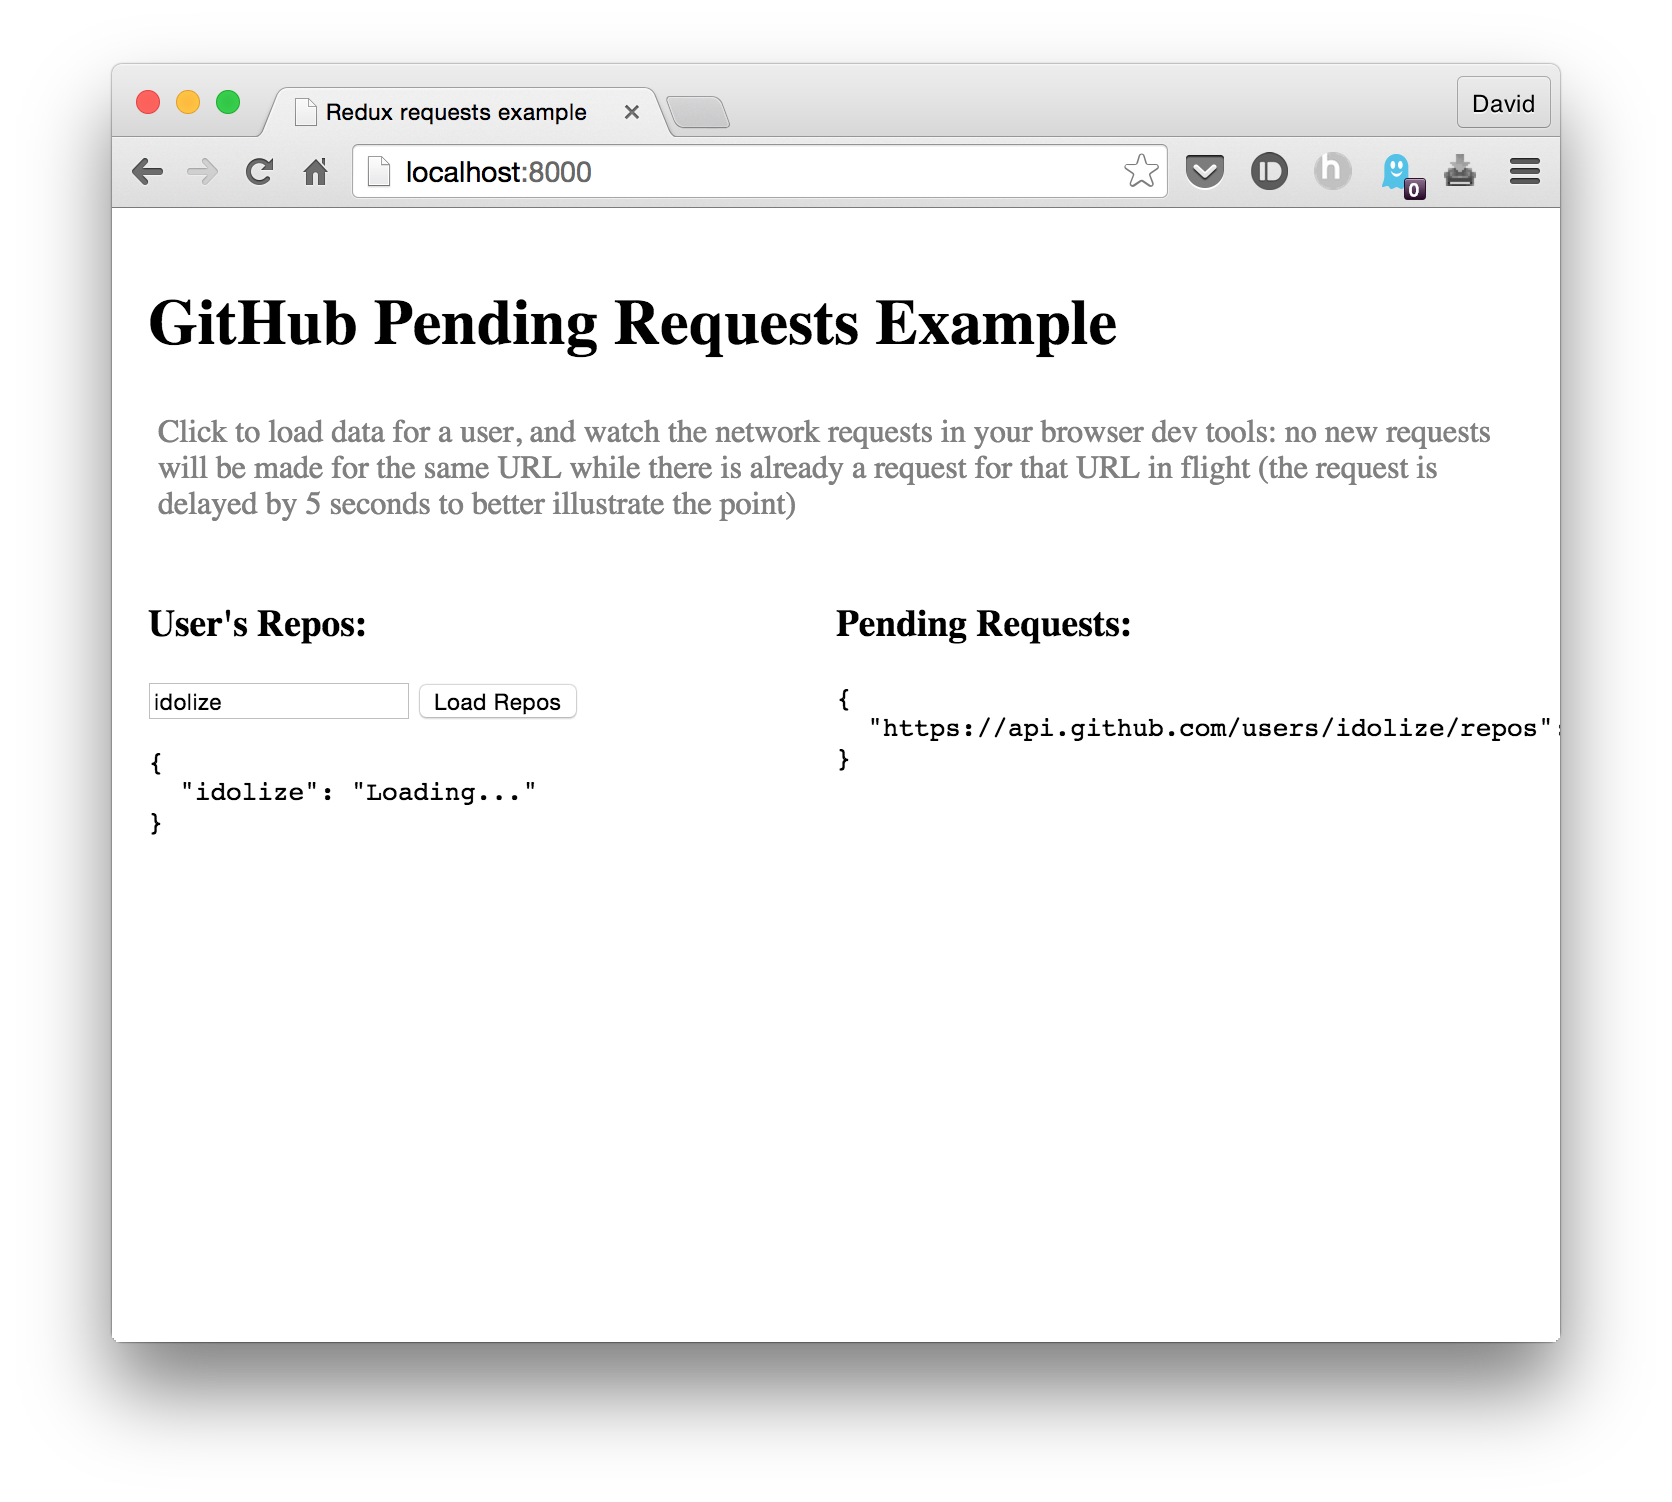 Redux requests example
David
localhost:8000
h
0
GitHub Pending Requests Example
Click to load data for a user, and watch the network requests in your browser dev tools: no new requests
will be made for the same URL while there is already a request for that URL in flight (the request is
delayed by 5 seconds to better illustrate the point)
User's Repos:
idolize
Load Repos
{
  "idolize": "Loading..."
}
Pending Requests:
{
  "https://api.github.com/users/idolize/repos":
}